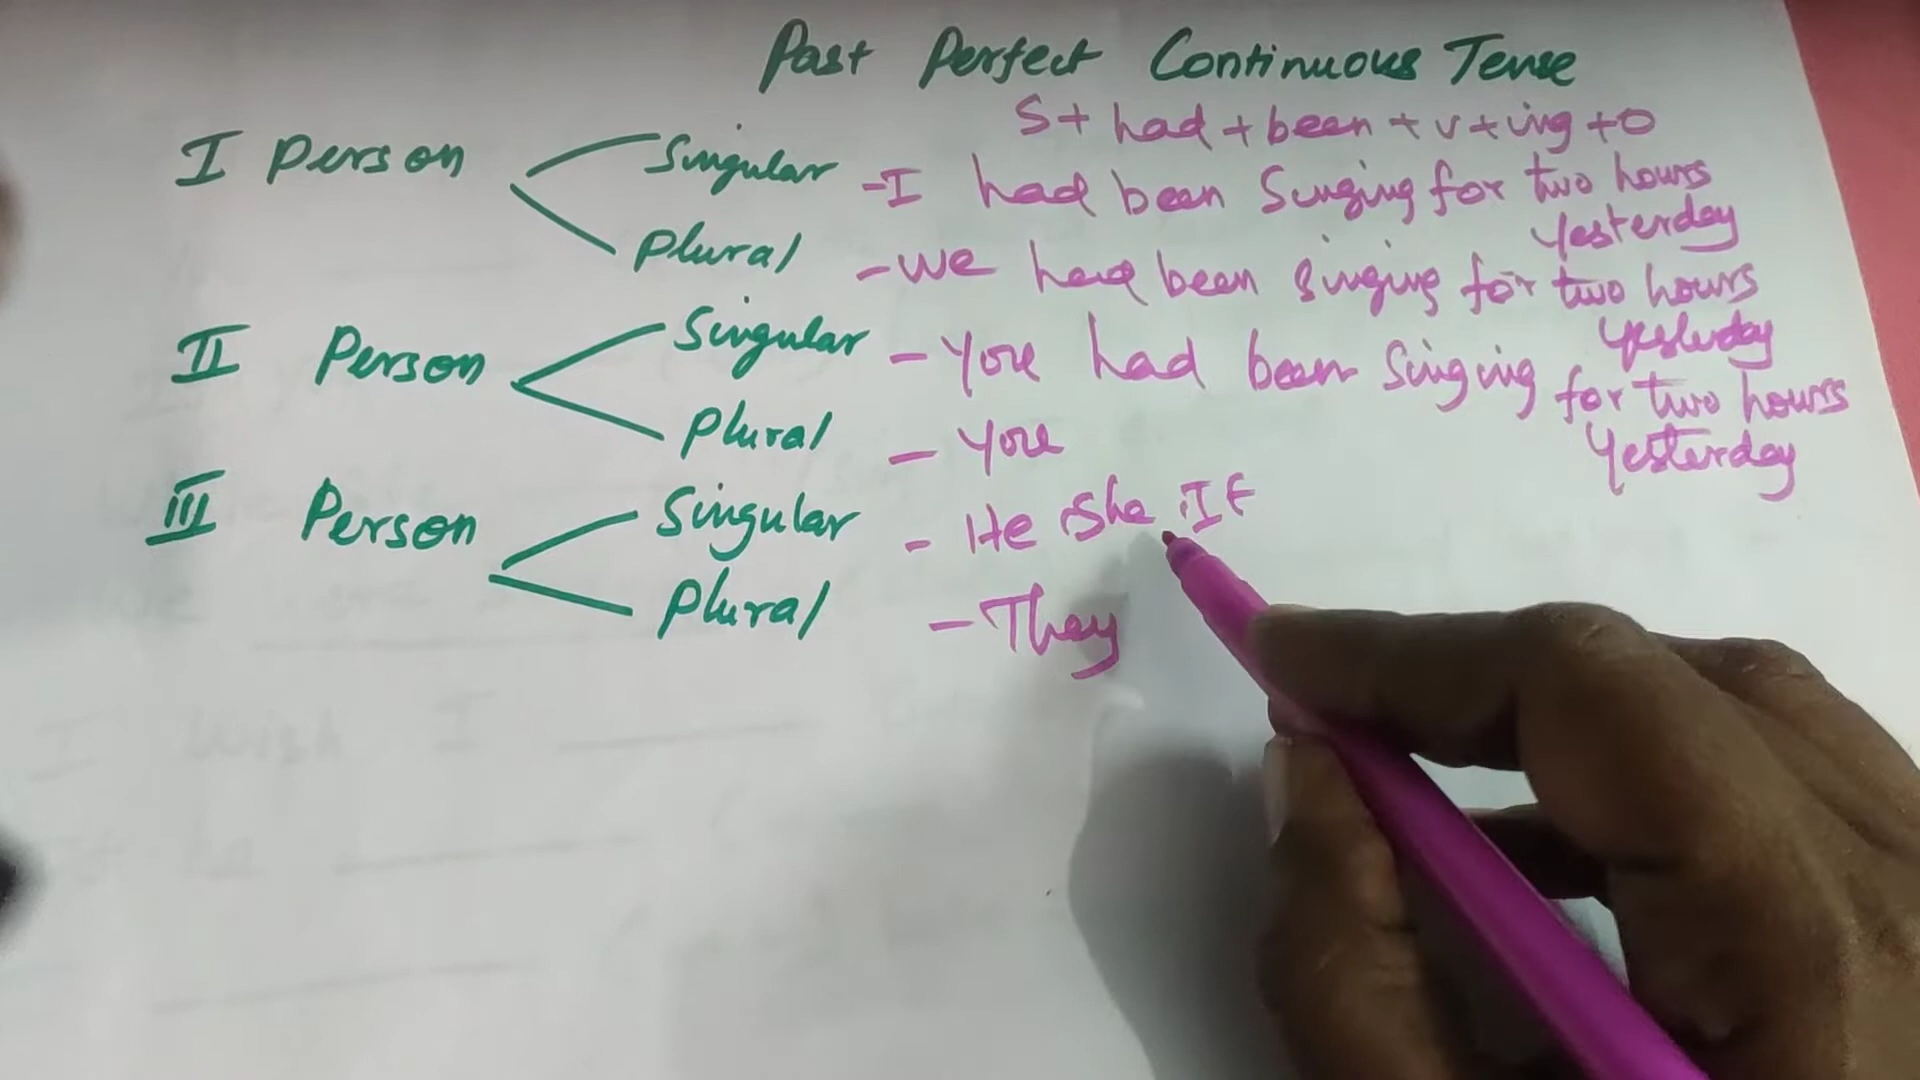 Past Perfect Continuous Tense
S + had + been + v + ing + o
I Person
Singular - I had been Singing for two hours
Yesterday
Plural - We had been singing for two hours
yesterday
II Person
Singular - You had been Singing for two hours
Yesterday
Plural - You
III Person
Singular - He, She, It
Plural - They
I wish I